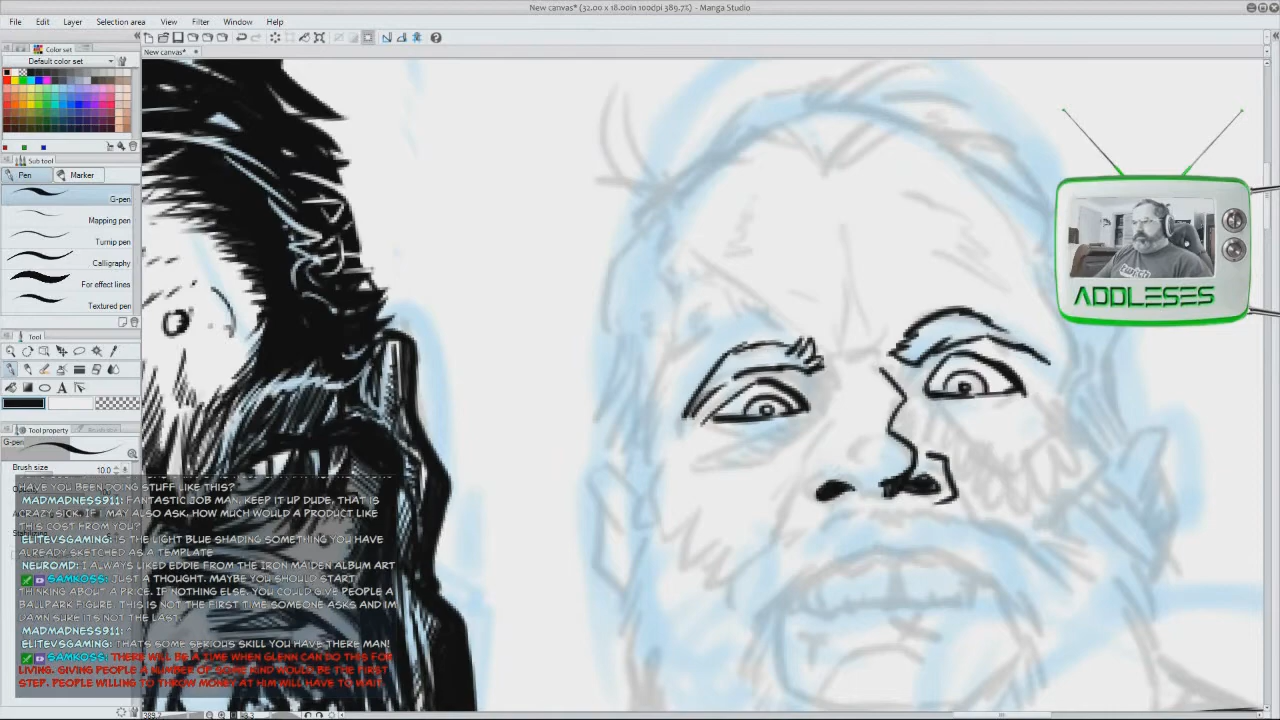 New canvas* (32.00 x 18.00in 100dpi 389.7%) - Manga Studio
File Edit Layer Selection area View Filter Window Help
New canvas*
Color set
Default color set
Sub tool
Pen Marker
G-pen
Mapping pen
Turnip pen
Calligraphy
For effect lines
Textured pen
Tool
Tool property
G-pen
Brush size 10.0
HAVE YOU BEEN DOING STUFF LIKE THIS?
MADMADNESS911: FANTASTIC JOB MAN, KEEP IT UP DUDE, THAT IS
CRAZY SICK. IF I MAY ALSO ASK, HOW MUCH WOULD A PRODUCT LIKE
THIS COST FROM YOU?
ELITEVSGAMING: IS THE LIGHT BLUE SHADING SOMETHING YOU HAVE
ALREADY SKETCHED AS A TEMPLATE
NEUROMD: I ALWAYS LIKED EDDIE FROM THE IRON MAIDEN ALBUM ART
SAMKOSS: JUST A THOUGHT. MAYBE YOU SHOULD START
THINKING ABOUT A PRICE. IF NOTHING ELSE. YOU COULD GIVE PEOPLE A
BALLPARK FIGURE. THIS IS NOT THE FIRST TIME SOMEONE ASKS AND IM
DAMN SURE ITS NOT THE LAST.
MADMADNESS911: ^
ELITEVSGAMING: THATS SOME SERIOUS SKILL YOU HAVE THERE MAN!
SAMKOSS: THERE WILL BE A TIME WHEN GLENN CAN DO THIS FOR
LIVING. GIVING PEOPLE A NUMBER OF SOME KIND WOULD BE THE FIRST
STEP. PEOPLE WILLING TO THROW MONEY AT HIM WILL HAVE TO WAIT.
ADDLESES
389.7